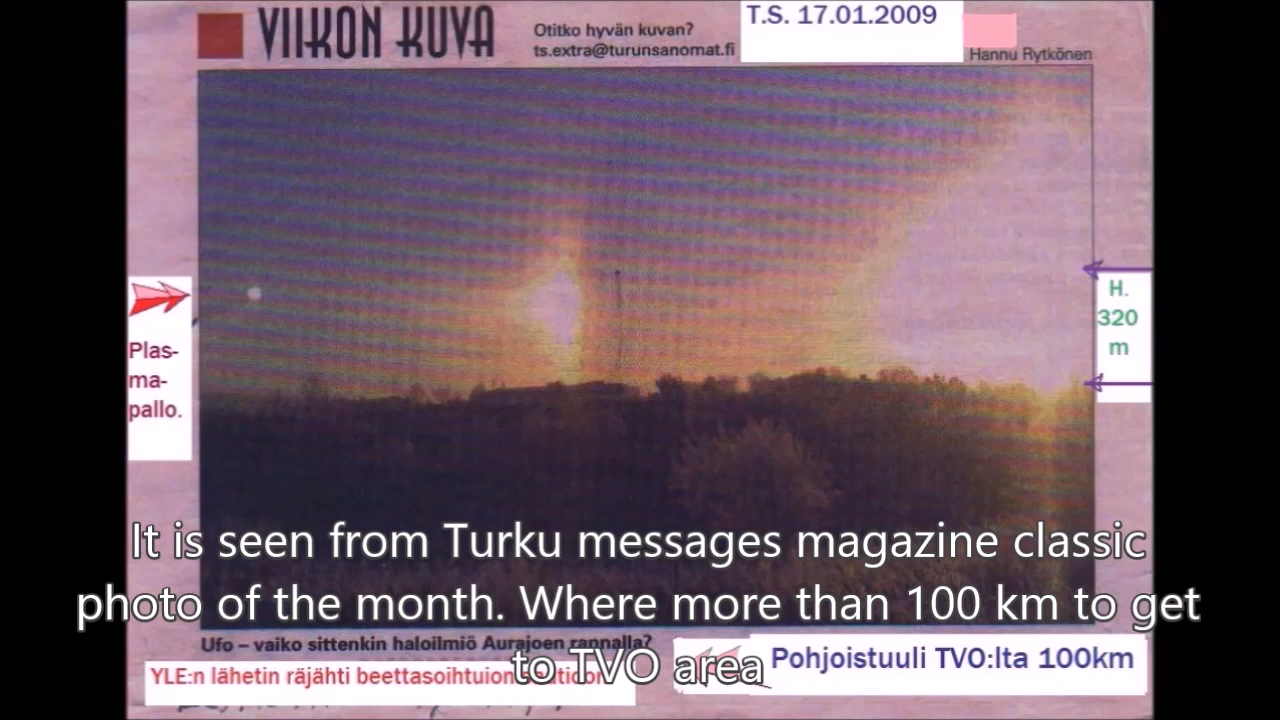 VIIKON KUVA
Otitko hyvän kuvan?
ts.extra@turunsanomat.fi
T.S. 17.01.2009
Hannu Rytkönen
Plas-
ma-
pallo.
H.
320
m
It is seen from Turku messages magazine classic
photo of the month. Where more than 100 km to get
to TVO area
Ufo – vaiko sittenkin haloilmiö Aurajoen rannalla?
YLE:n lähetin räjähti
Pohjoistuuli TVO:lta 100km